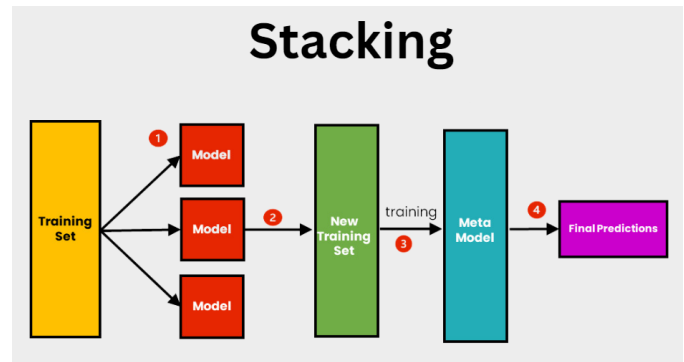 Stacking
1
Model
Training
Set
Model
2
New
Training
Set
training
3
Meta
Model
4
Final Predictions
Model